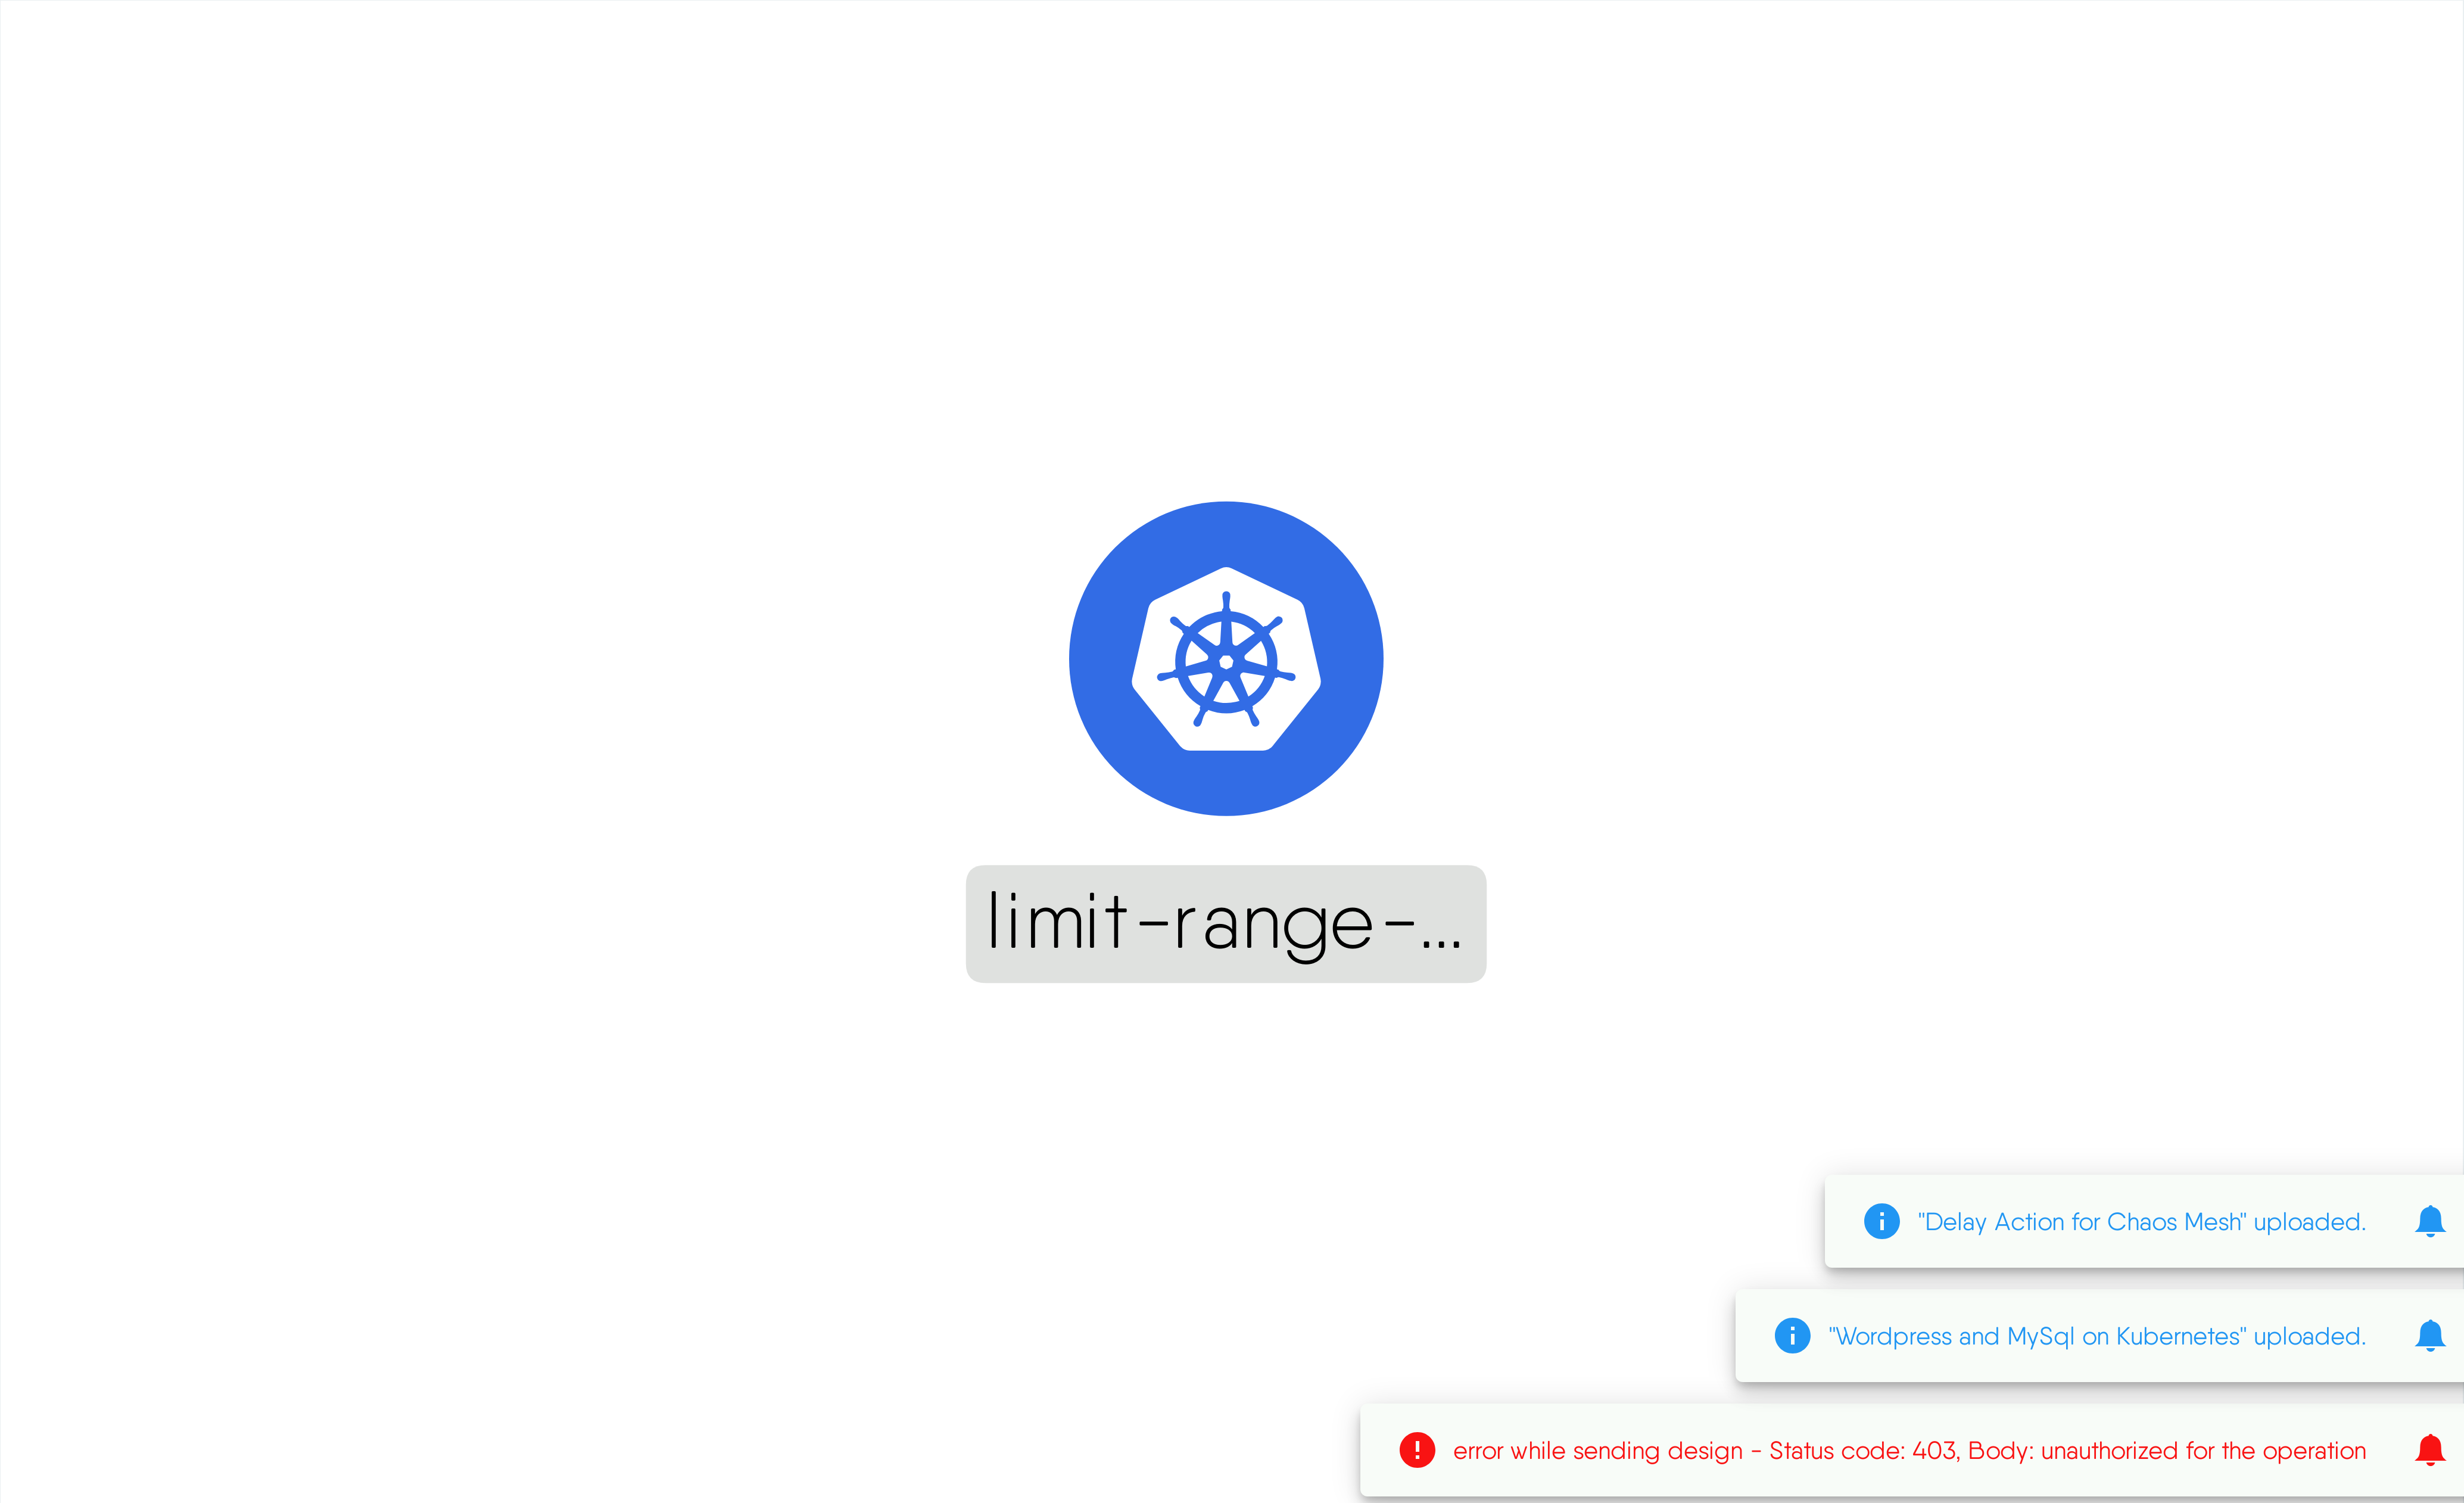 limit-range-...
"Delay Action for Chaos Mesh" uploaded.
"Wordpress and MySql on Kubernetes" uploaded.
error while sending design - Status code: 403, Body: unauthorized for the operation